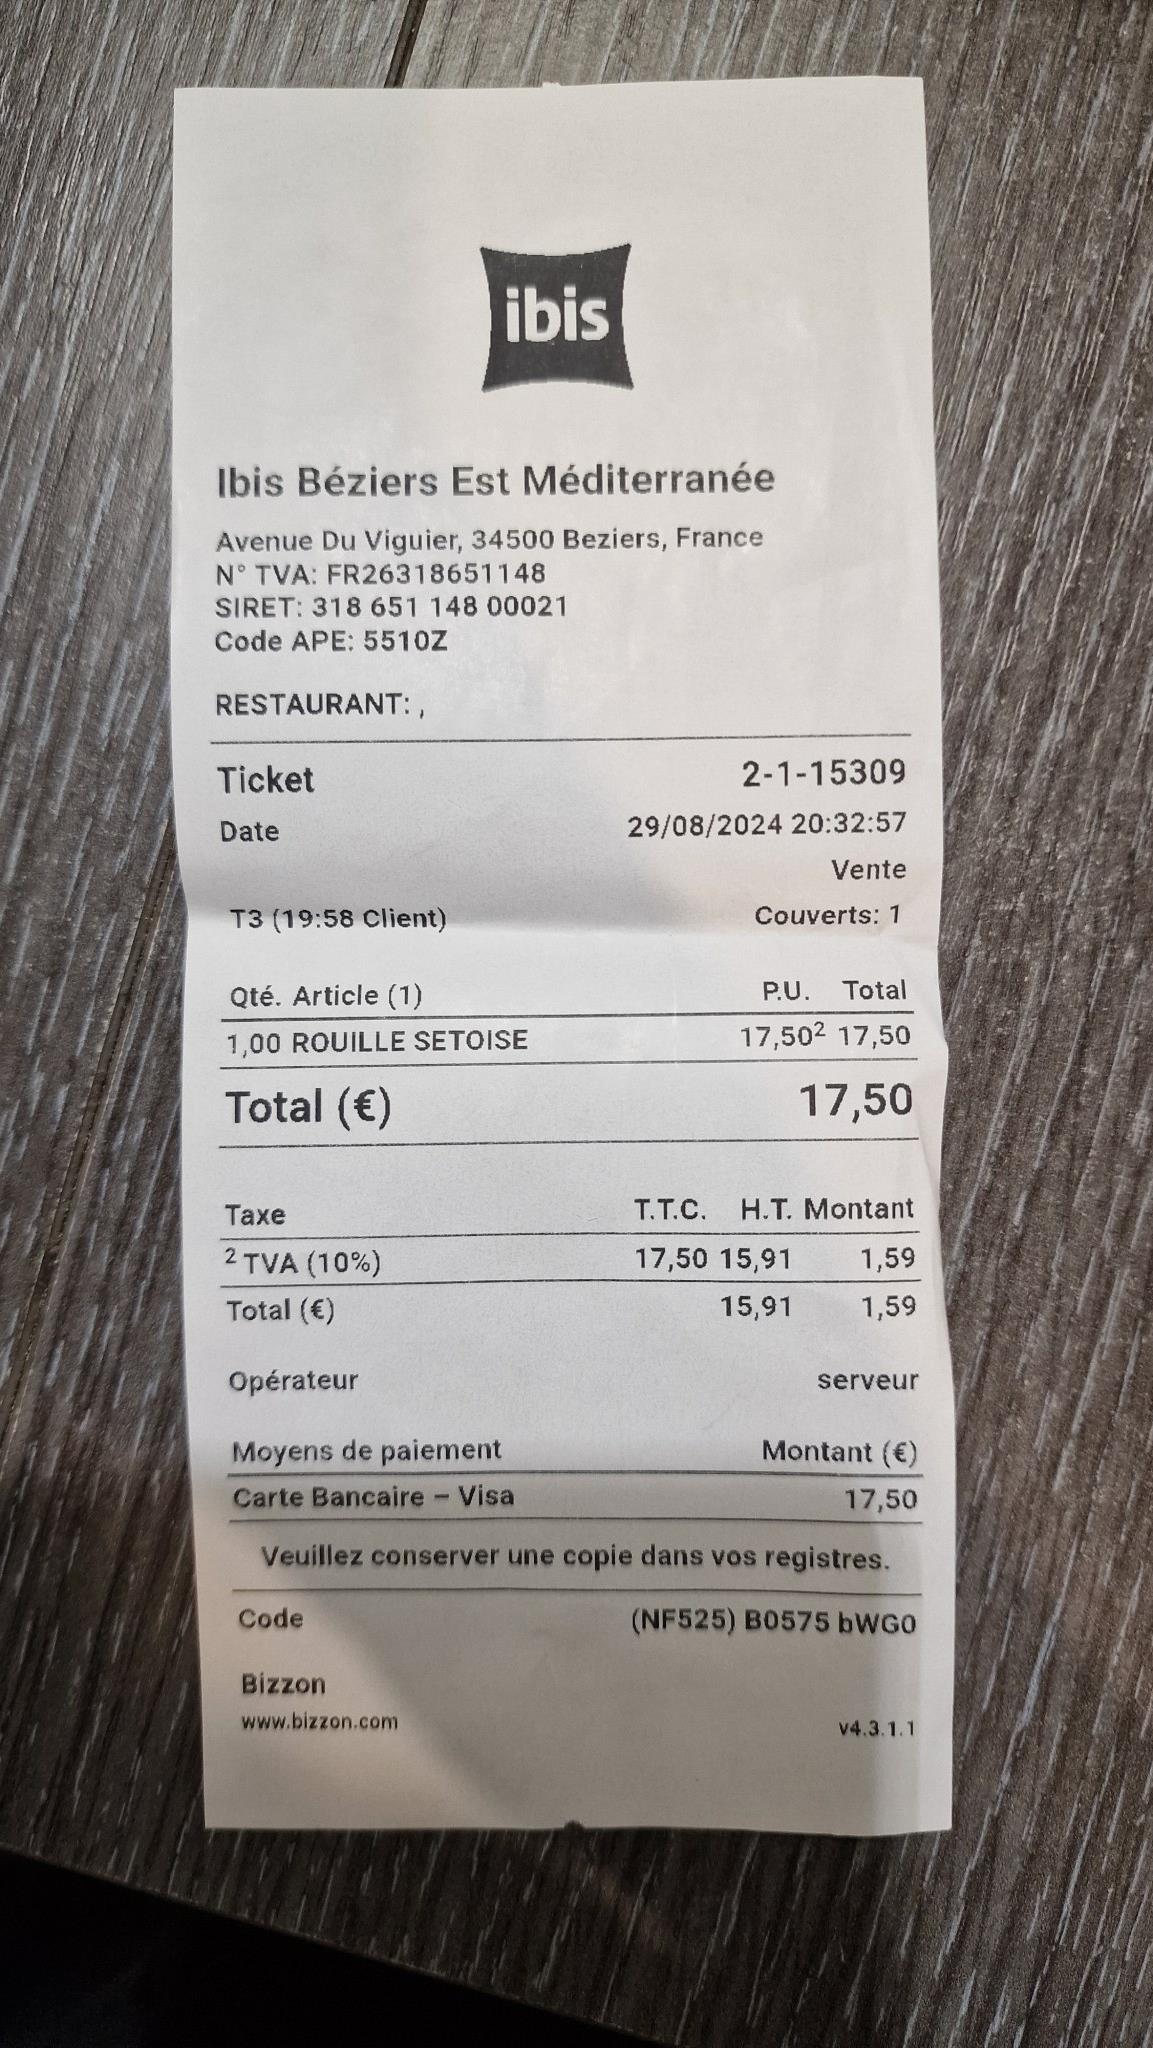 ibis
Ibis Béziers Est Méditerranée
Avenue Du Viguier, 34500 Beziers, France
N° TVA: FR26318651148
SIRET: 318 651 148 00021
Code APE: 5510Z
RESTAURANT: ,
Ticket 2-1-15309
Date 29/08/2024 20:32:57
Vente
T3 (19:58 Client) Couverts: 1
Qté. Article (1) P.U. Total
1,00 ROUILLE SETOISE 17,50² 17,50
Total (€) 17,50
Taxe T.T.C. H.T. Montant
² TVA (10%) 17,50 15,91 1,59
Total (€) 15,91 1,59
Opérateur serveur
Moyens de paiement Montant (€)
Carte Bancaire – Visa 17,50
Veuillez conserver une copie dans vos registres.
Code (NF525) B0575 bWG0
Bizzon
www.bizzon.com v4.3.1.1